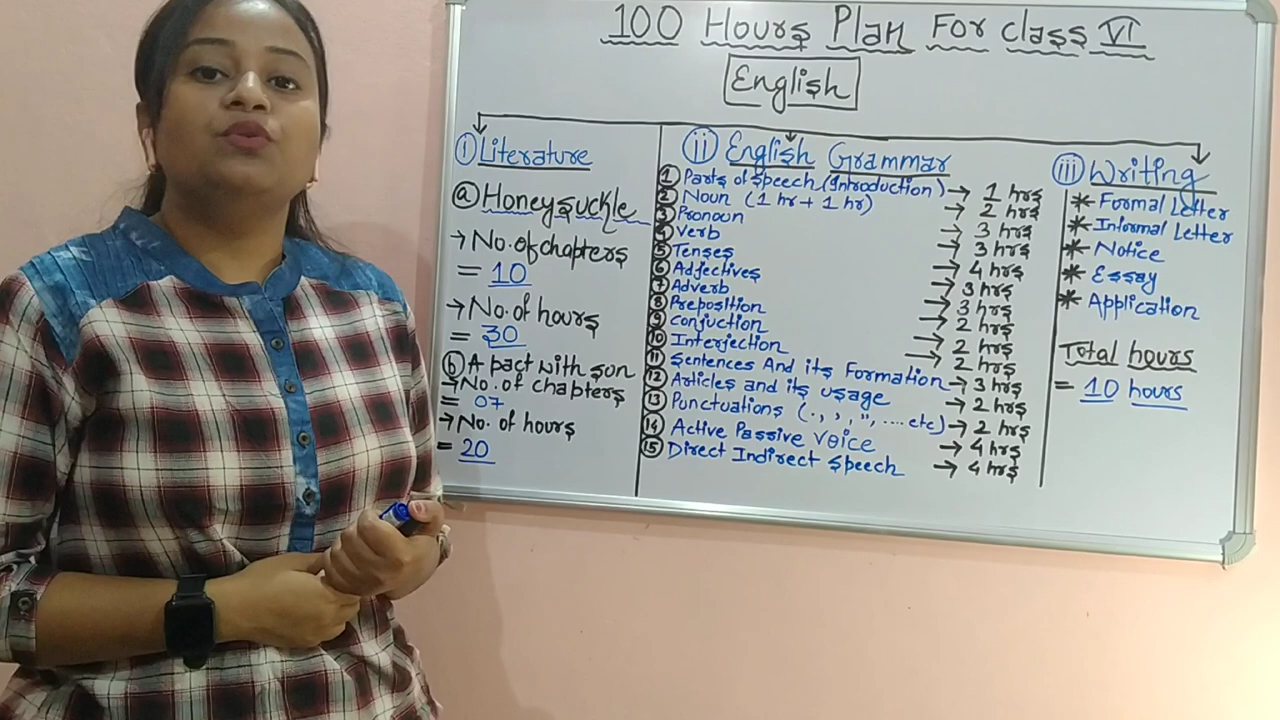 100 Hours Plan For class VI
English
i Literature
a Honeysuckle
→ No. of chapters
= 10
→ No. of hours
= 30
b A pact with son
→ No. of chapters
= 07
→ No. of hours
= 20
ii English Grammar
1 Parts of Speech (Introduction) → 1 hrs
2 Noun (1 hr + 1 hr) → 2 hrs
3 Pronoun → 3 hrs
4 Verb → 3 hrs
5 Tenses → 4 hrs
6 Adjectives → 3 hrs
7 Adverb → 3 hrs
8 Preposition → 2 hrs
9 Conjuction → 2 hrs
10 Interjection → 2 hrs
11 Sentences And its Formation → 3 hrs
12 Articles and its usage → 2 hrs
13 Punctuations (. , ; ", .... etc) → 2 hrs
14 Active Passive Voice → 4 hrs
15 Direct Indirect Speech → 4 hrs
iii Writing
* Formal Letter
* Informal Letter
* Notice
* Essay
* Application
Total hours
= 10 hours